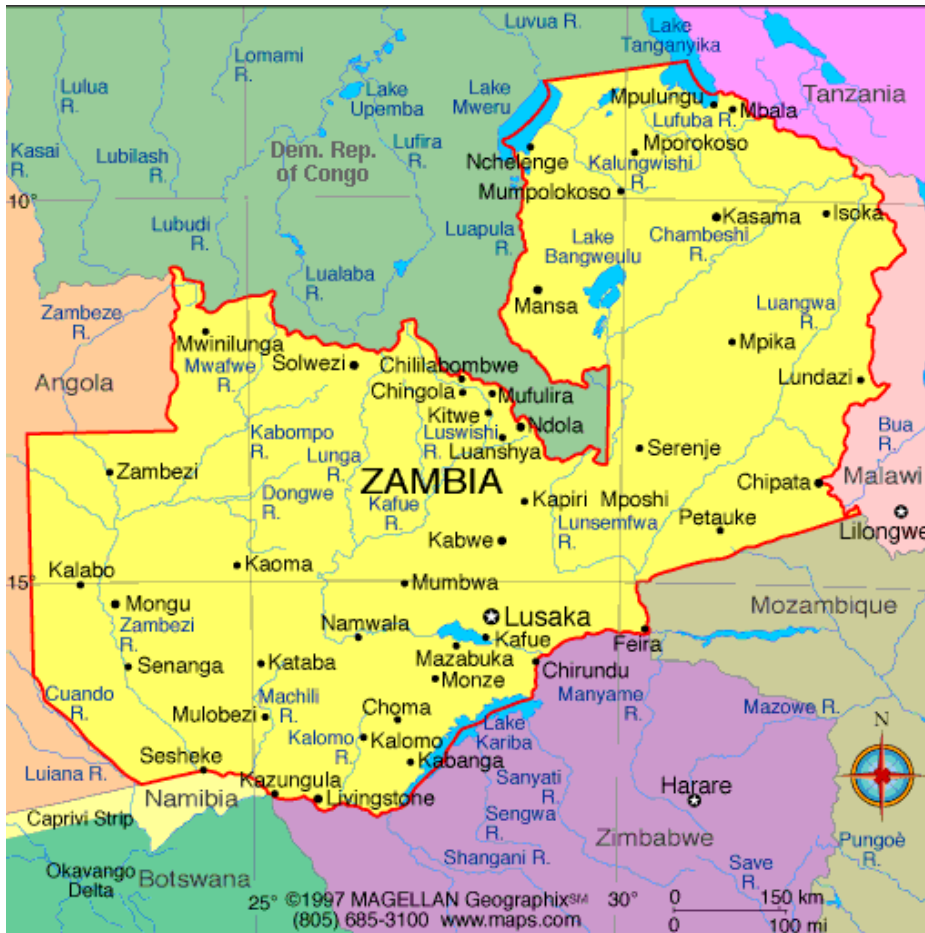 Luvua R.
Lake
Tanganyika
Lomami
R.
Lulua
R.
Lake
Upemba
Lake
Mweru
Mpulungu
Mbala
Tanzania
Lufuba R.
Kasai
R.
Lubilash
R.
Dem. Rep.
of Congo
Lufira
R.
Nchelenge
Mporokoso
Kalungwishi
R.
Mumpolokoso
10°
Lubudi
R.
Luapula
R.
Kasama
Isoka
Chambeshi
R.
Lake
Bangweulu
Lualaba
R.
Mansa
Luangwa
R.
Zambeze
R.
Mwinilunga
Mwafwe
R.
Solwezi
Chililabombwe
Chingola
Mufulira
Kitwe
Ndola
Luswishi
R.
Luanshya
Mpika
Lundazi
Angola
Bua
R.
Kabompo
R.
Lunga
R.
Serenje
Zambezi
ZAMBIA
Chipata
Malawi
Dongwe
R.
Kafue
R.
Kapiri Mposhi
Lunsemfwa
R.
Petauke
Lilongwe
Kabwe
Kaoma
Kalabo
15°
Mumbwa
Mongu
Mozambique
Zambezi
R.
Namwala
Lusaka
Kafue
Feira
Senanga
Kataba
Mazabuka
Monze
Chirundu
Cuando
R.
Machili
R.
Manyame
R.
Mazowe R.
N
Mulobezi
Choma
Lake
Kariba
Kalomo
R.
Kalomo
Kabanga
Sesheke
Luiana R.
Kazungula
Livingstone
Sanyati
R.
Harare
Namibia
Caprivi Strip
Sengwa
R.
Zimbabwe
Pungoè
R.
Shangani R.
Save
R.
Okavango
Delta
Botswana
25° ©1997 MAGELLAN Geographix℠ 30°
(805) 685-3100 www.maps.com
0 150 km
0 100 mi